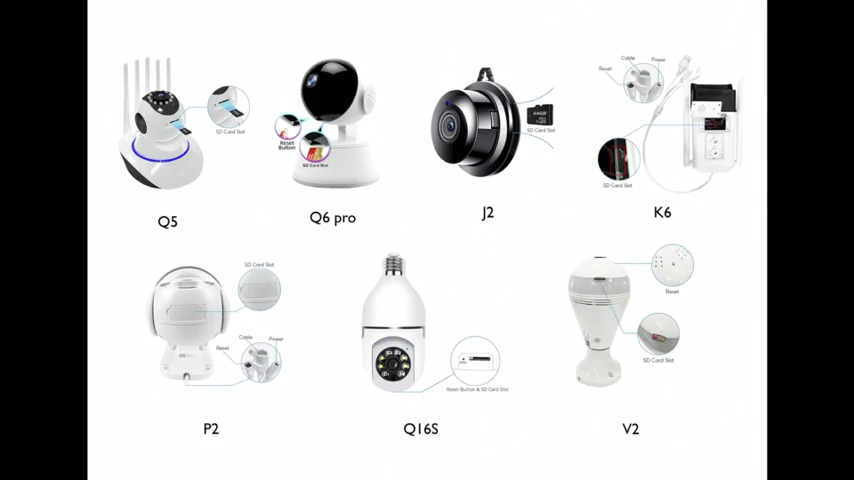 SD Card Slot
Q5
Reset
Button
SD Card Slot
Q6 pro
SD Card Slot
J2
Cable
Power
Reset
SD Card Slot
K6
SD Card Slot
Cable
Power
Reset
P2
Reset Button & SD Card Slot
Q16S
Reset
SD Card Slot
V2